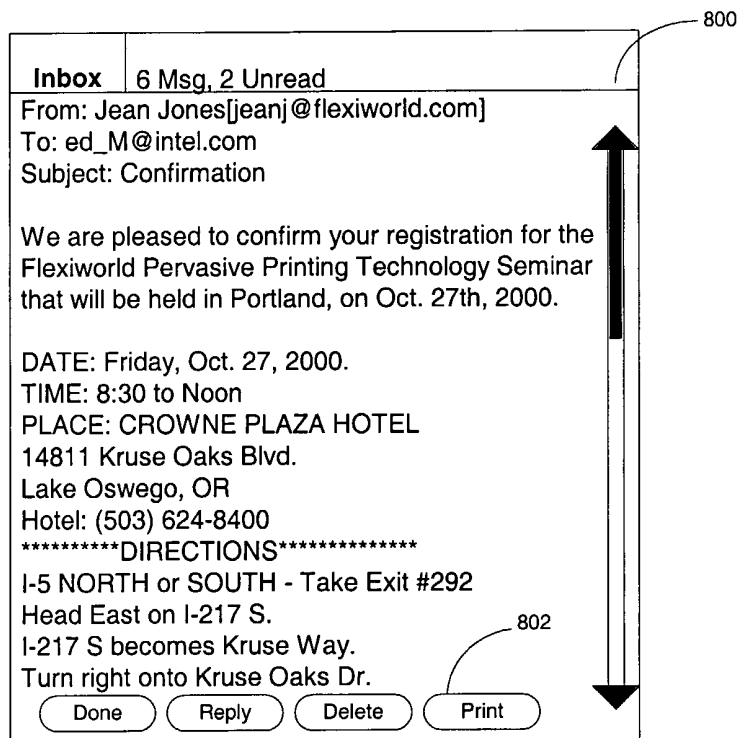 800
Inbox 6 Msg, 2 Unread
From: Jean Jones[jeanj@flexiworld.com]
To: ed_M@intel.com
Subject: Confirmation
We are pleased to confirm your registration for the
Flexiworld Pervasive Printing Technology Seminar
that will be held in Portland, on Oct. 27th, 2000.
DATE: Friday, Oct. 27, 2000.
TIME: 8:30 to Noon
PLACE: CROWNE PLAZA HOTEL
14811 Kruse Oaks Blvd.
Lake Oswego, OR
Hotel: (503) 624-8400
**********DIRECTIONS**************
I-5 NORTH or SOUTH - Take Exit #292
Head East on I-217 S.
I-217 S becomes Kruse Way.
802
Turn right onto Kruse Oaks Dr.
Done Reply Delete Print